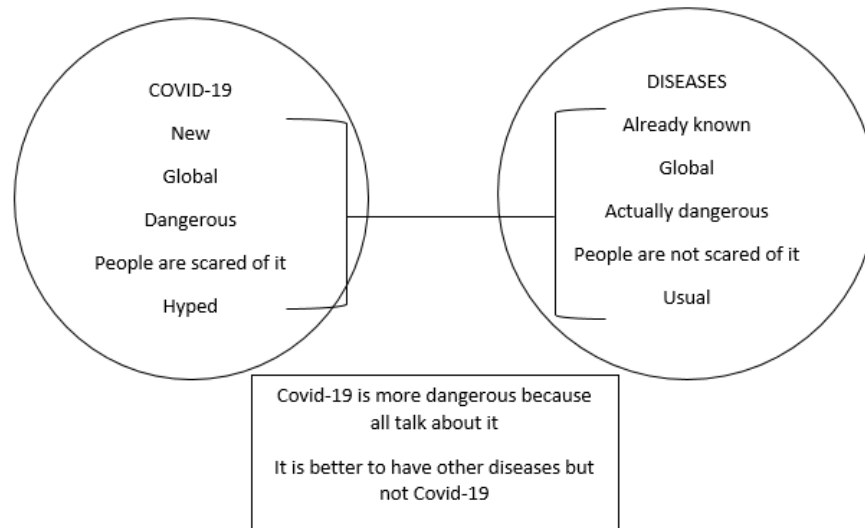 COVID-19
New
Global
Dangerous
People are scared of it
Hyped
DISEASES
Already known
Global
Actually dangerous
People are not scared of it
Usual
Covid-19 is more dangerous because
all talk about it
It is better to have other diseases but
not Covid-19